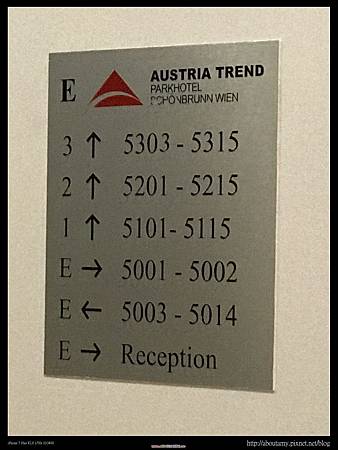 E AUSTRIA TREND
PARKHOTEL
SCHÖNBRUNN WIEN
3 ↑ 5303 - 5315
2 ↑ 5201 - 5215
1 ↑ 5101- 5115
E → 5001 - 5002
E ← 5003 - 5014
E → Reception
http://aboutamy.pixnet.net/blog